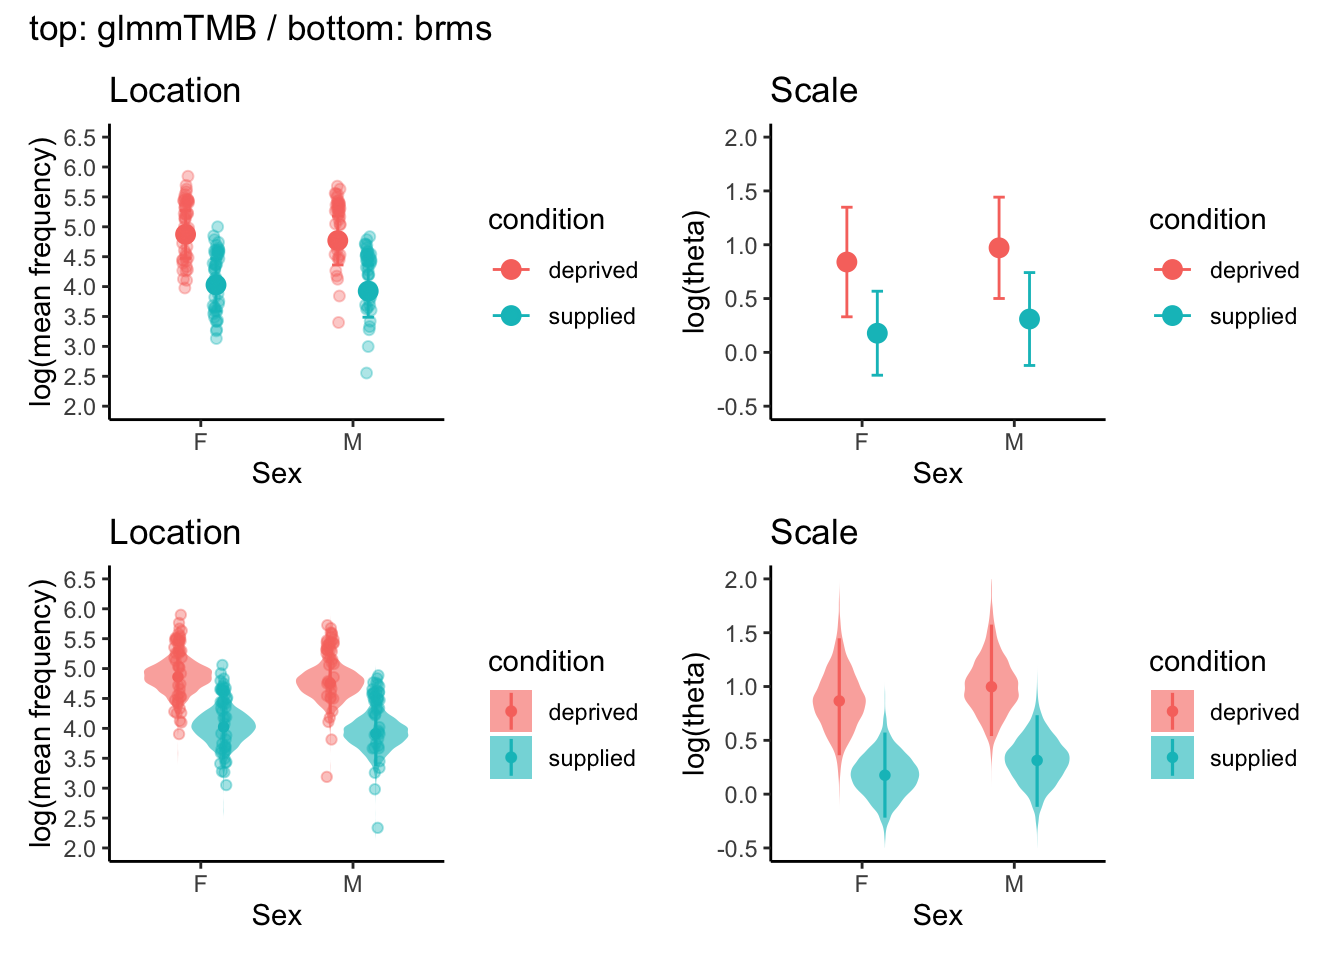 top: glmmTMB / bottom: brms
Location
log(mean frequency)
6.5
6.0
5.5
5.0
4.5
4.0
3.5
3.0
2.5
2.0
F M
Sex
condition
deprived
supplied
Scale
log(theta)
2.0
1.5
1.0
0.5
0.0
-0.5
F M
Sex
condition
deprived
supplied
Location
log(mean frequency)
6.5
6.0
5.5
5.0
4.5
4.0
3.5
3.0
2.5
2.0
F M
Sex
condition
deprived
supplied
Scale
log(theta)
2.0
1.5
1.0
0.5
0.0
-0.5
F M
Sex
condition
deprived
supplied